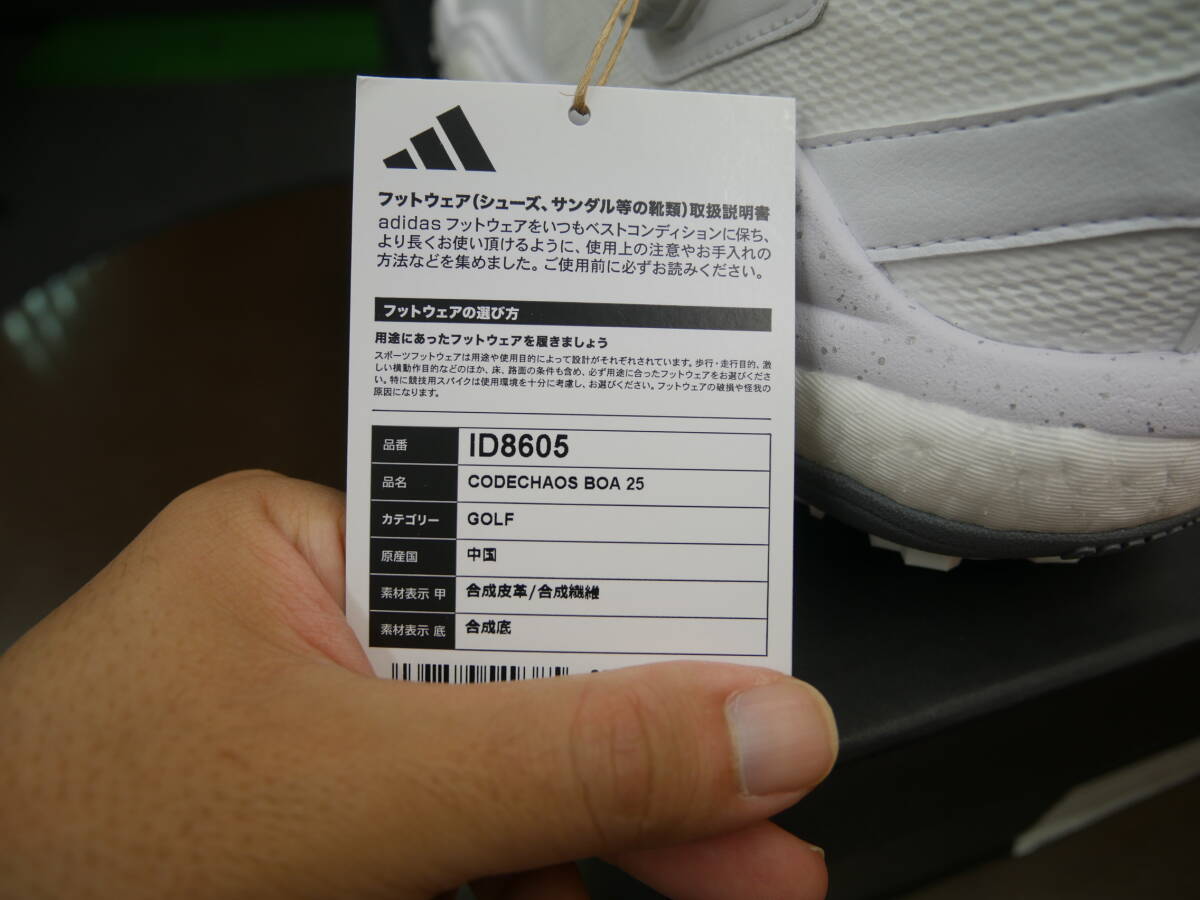 フットウェア(シューズ、サンダル等の靴類)取扱説明書
adidas フットウェアをいつもベストコンディションに保ち、
より長くお使い頂けるように、使用上の注意やお手入れの
方法などを集めました。ご使用前に必ずお読みください。
フットウェアの選び方
用途にあったフットウェアを履きましょう
スポーツフットウェアは用途や使用目的によって設計がそれぞれされています。歩行・走行目的、激
しい横動作目的などのほか、床、路面の条件も含め、必ず用途に合ったフットウェアをお選びくださ
い。特に競技用スパイクは使用環境を十分に考慮し、お選びください。フットウェアの破損や怪我の
原因になります。
品番 ID8605
品名 CODECHAOS BOA 25
カテゴリー GOLF
原産国 中国
素材表示 甲 合成皮革/合成繊維
素材表示 底 合成底